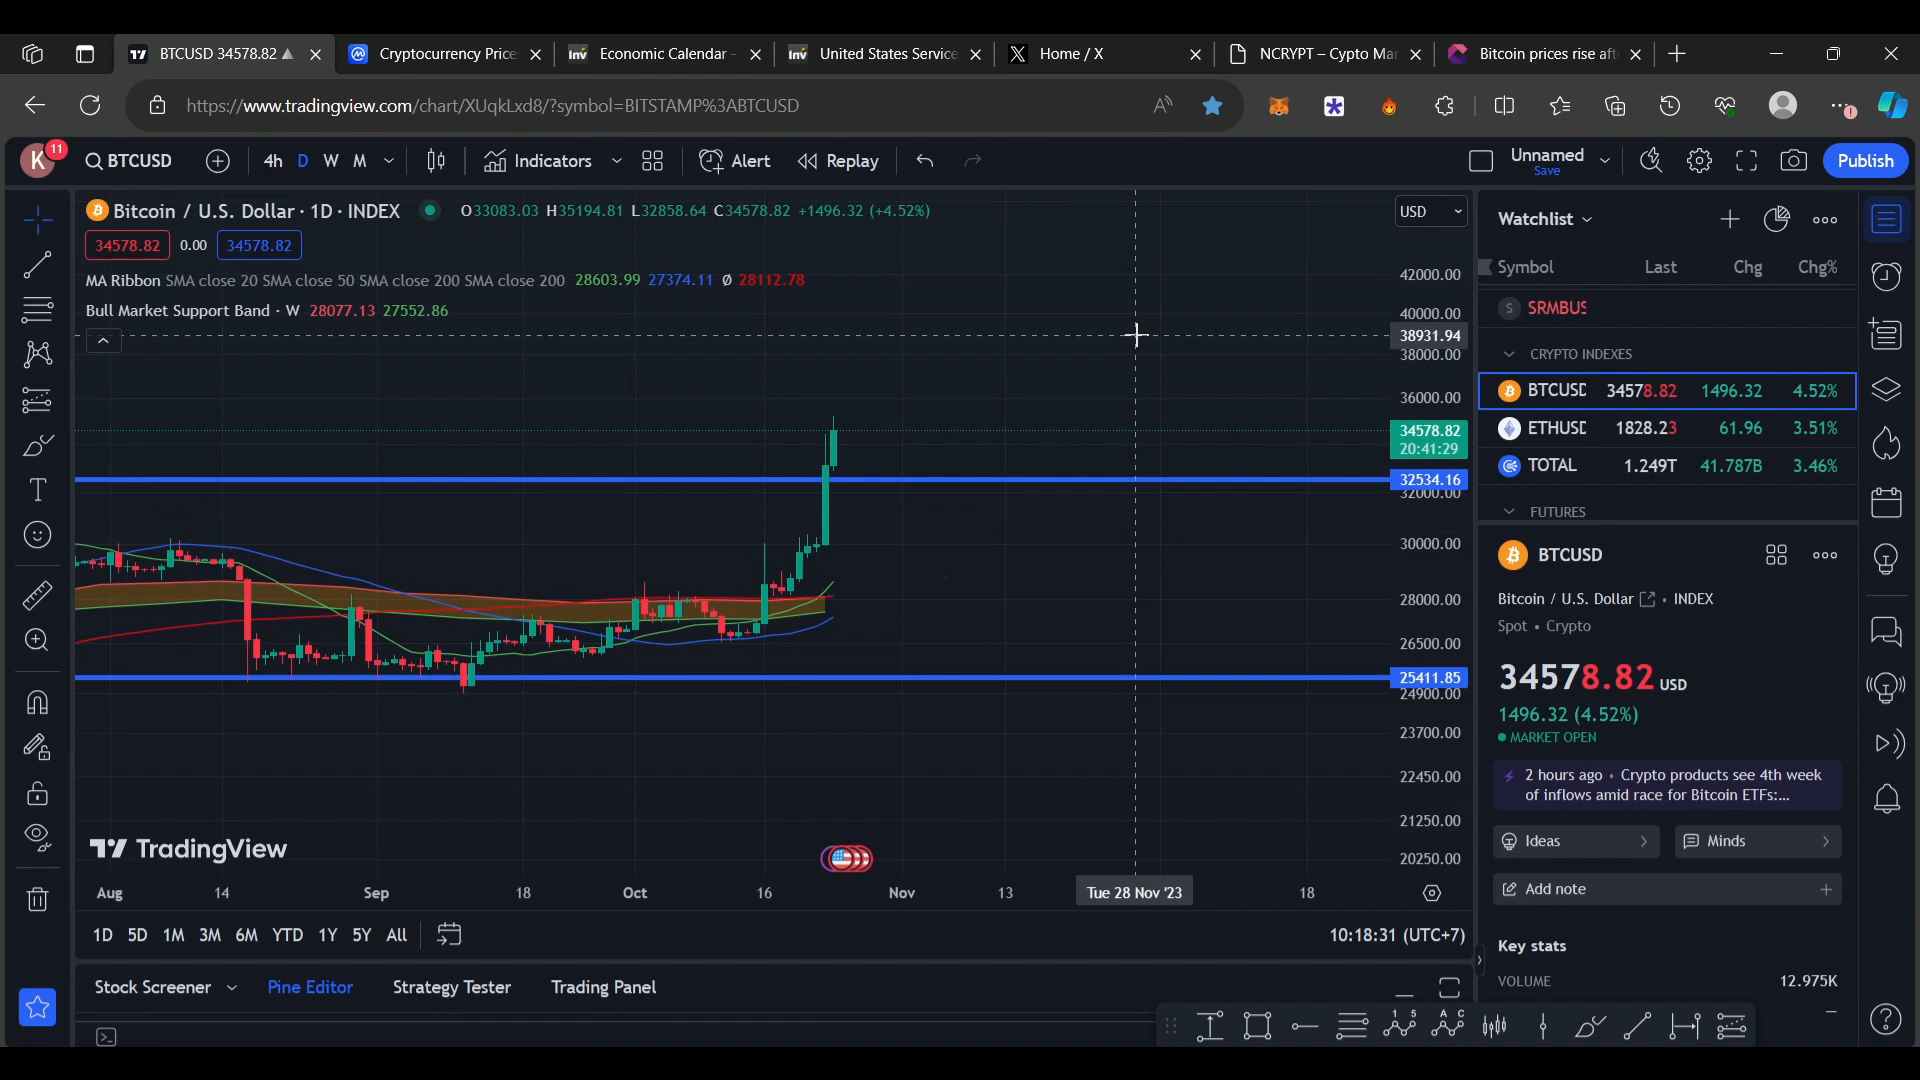 BTCUSD 34578.82
Cryptocurrency Price
Economic Calendar -
United States Service
Home / X
NCRYPT – Cypto Mar
Bitcoin prices rise aft
https://www.tradingview.com/chart/XUqkLxd8/?symbol=BITSTAMP%3ABTCUSD
K 11 BTCUSD 4h D W M Indicators Alert Replay Unnamed Save Publish
Bitcoin / U.S. Dollar · 1D · INDEX O33083.03 H35194.81 L32858.64 C34578.82 +1496.32 (+4.52%)
34578.82 0.00 34578.82
MA Ribbon SMA close 20 SMA close 50 SMA close 200 SMA close 200 28603.99 27374.11 Ø 28112.78
Bull Market Support Band · W 28077.13 27552.86
USD
42000.00
40000.00
38931.94
38000.00
36000.00
34578.82
20:41:29
32534.16
32000.00
30000.00
28000.00
26500.00
25411.85
24900.00
23700.00
22450.00
21250.00
20250.00
TradingView
Aug 14 Sep 18 Oct 16 Nov 13 Tue 28 Nov '23 18
1D 5D 1M 3M 6M YTD 1Y 5Y All 10:18:31 (UTC+7)
Stock Screener Pine Editor Strategy Tester Trading Panel
Watchlist
Symbol Last Chg Chg%
S SRMBUS
CRYPTO INDEXES
BTCUSD 34578.82 1496.32 4.52%
ETHUSD 1828.23 61.96 3.51%
TOTAL 1.249T 41.787B 3.46%
FUTURES
BTCUSD
Bitcoin / U.S. Dollar • INDEX
Spot • Crypto
34578.82 USD
1496.32 (4.52%)
MARKET OPEN
2 hours ago • Crypto products see 4th week
of inflows amid race for Bitcoin ETFs:...
Ideas Minds
Add note
Key stats
VOLUME 12.975K